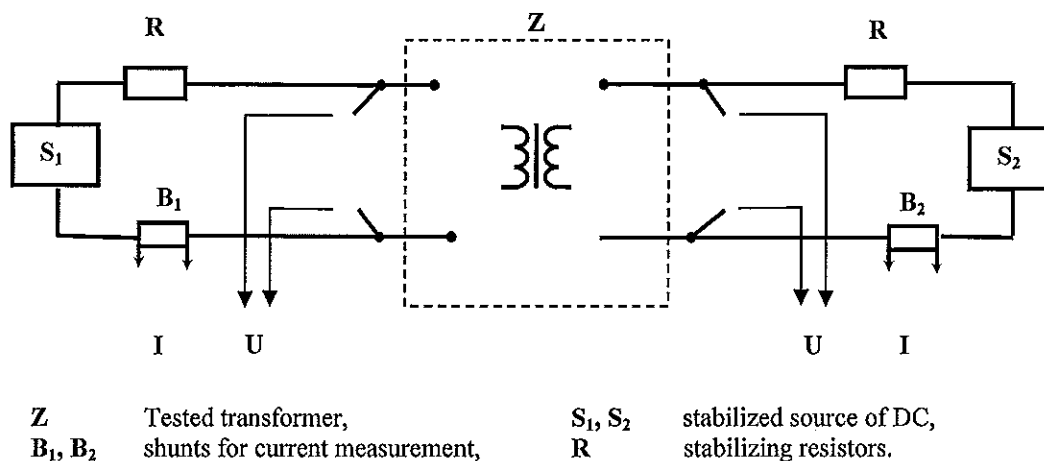 R Z R
S₁ S₂
B₁ B₂
I U U I
Z Tested transformer, S₁, S₂ stabilized source of DC,
B₁, B₂ shunts for current measurement, R stabilizing resistors.